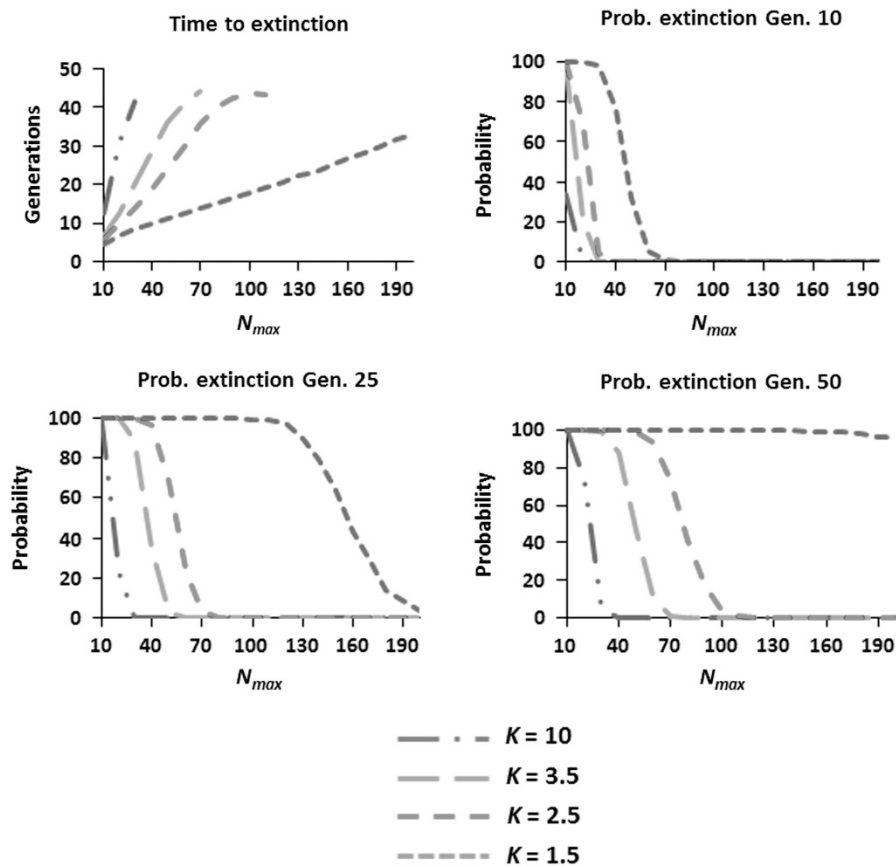 Time to extinction
Generations
50
40
30
20
10
0
10 40 70 100 130 160 190
Nmax
Prob. extinction Gen. 10
Probability
100
80
60
40
20
0
10 40 70 100 130 160 190
Nmax
Prob. extinction Gen. 25
Probability
100
80
60
40
20
0
10 40 70 100 130 160 190
Nmax
Prob. extinction Gen. 50
Probability
100
80
60
40
20
0
10 40 70 100 130 160 190
Nmax
K = 10
K = 3.5
K = 2.5
K = 1.5